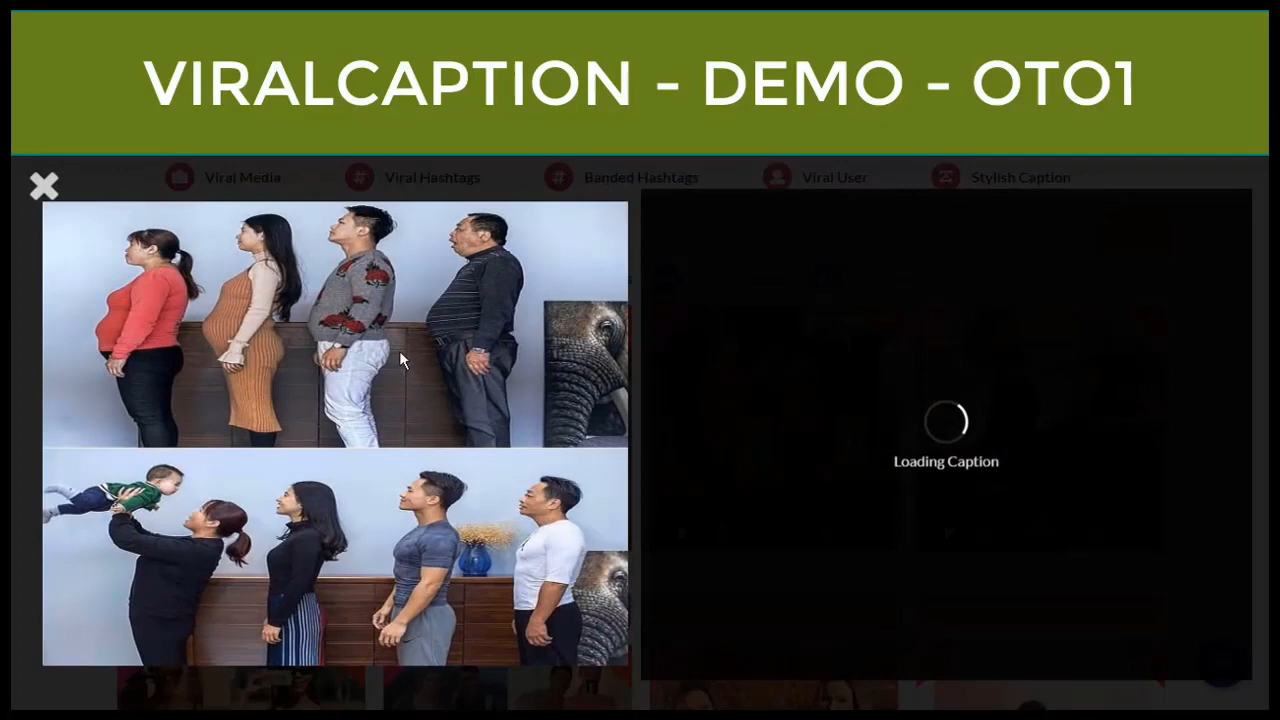 VIRALCAPTION - DEMO - OTO1
Viral Media
Viral Hashtags
Banded Hashtags
Viral User
Stylish Caption
Loading Caption